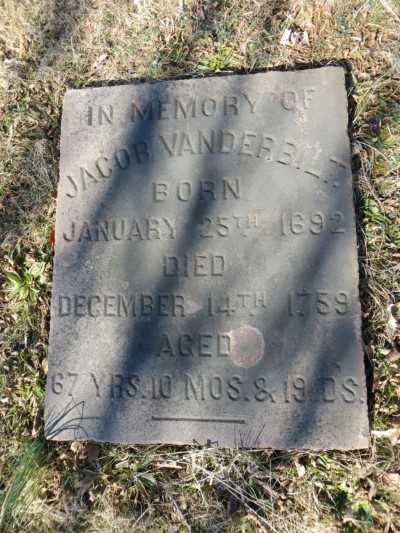 IN MEMORY OF
JACOB VANDERBILT.
BORN
JANUARY 25TH 1692
DIED
DECEMBER 14TH 1759
AGED
67 YRS. 10 MOS. & 19 DS.